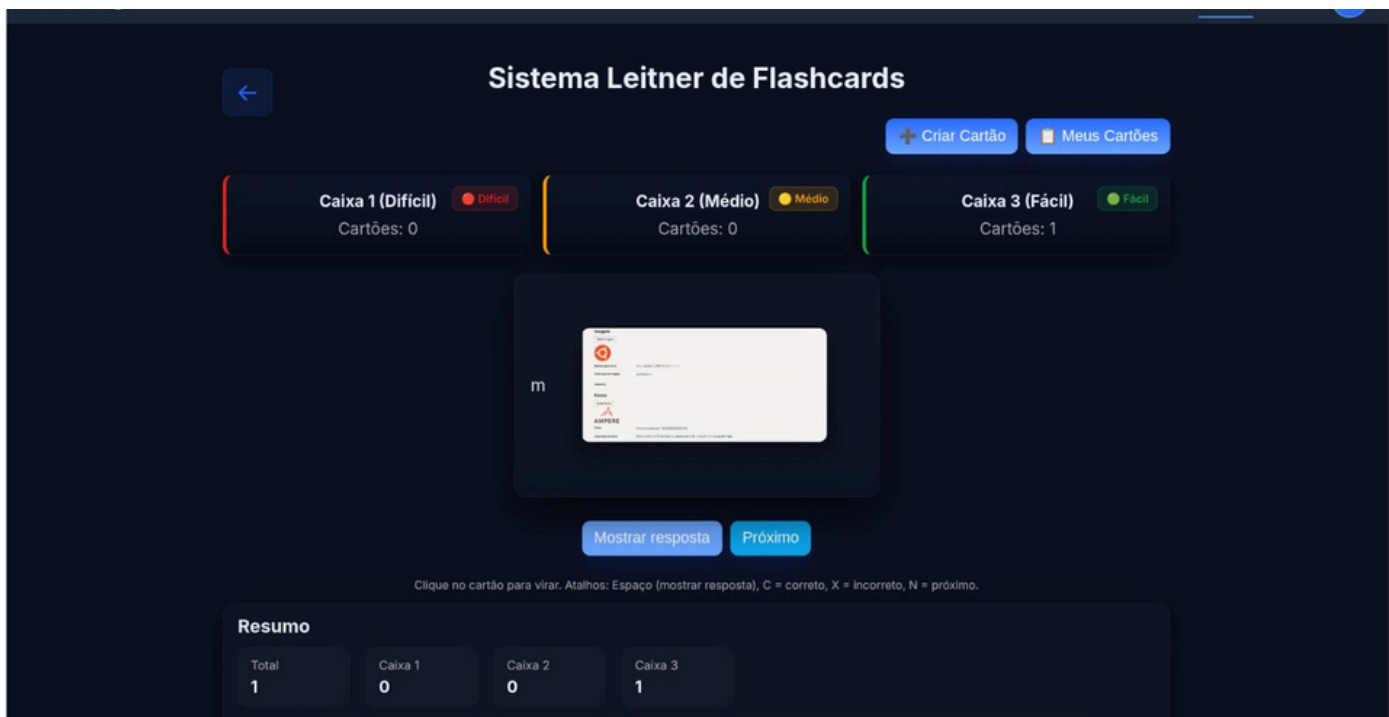 Sistema Leitner de Flashcards
➕ Criar Cartão
📋 Meus Cartões
Caixa 1 (Difícil)
🔴 Difícil
Cartões: 0
Caixa 2 (Médio)
🟡 Médio
Cartões: 0
Caixa 3 (Fácil)
🟢 Fácil
Cartões: 1
m
Imagem
AMPERE
Mostrar resposta
Próximo
Clique no cartão para virar. Atalhos: Espaço (mostrar resposta), C = correto, X = incorreto, N = próximo.
Resumo
Total
1
Caixa 1
0
Caixa 2
0
Caixa 3
1